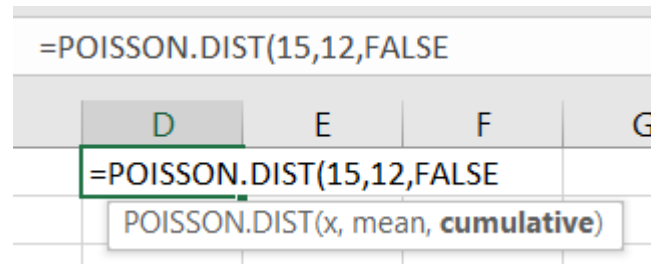 =POISSON.DIST(15,12,FALSE
D E F G
=POISSON.DIST(15,12,FALSE
POISSON.DIST(x, mean, cumulative)